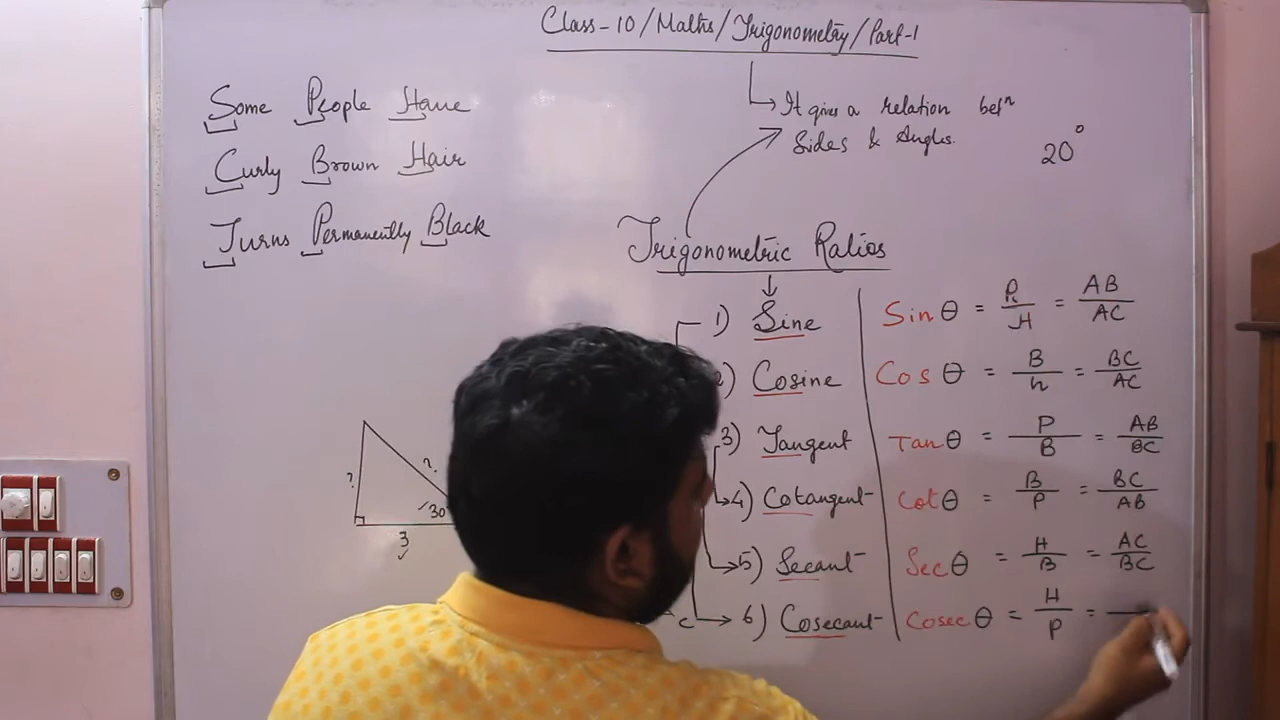 Class-10/Maths/Trigonometry/Part-1
It gives a relation betn
Sides & Angles.
20°
Some People Have
Curly Brown Hair
Turns Permanently Black
Trigonometric Ratios
1) Sine
Sin θ = P/H = AB/AC
2) Cosine
Cos θ = B/h = BC/AC
3) Tangent
Tan θ = P/B = AB/BC
4) Cotangent
Cot θ = B/P = BC/AB
5) Secant
Sec θ = H/B = AC/BC
6) Cosecant
Cosec θ = H/P =
?
?
30
3
C